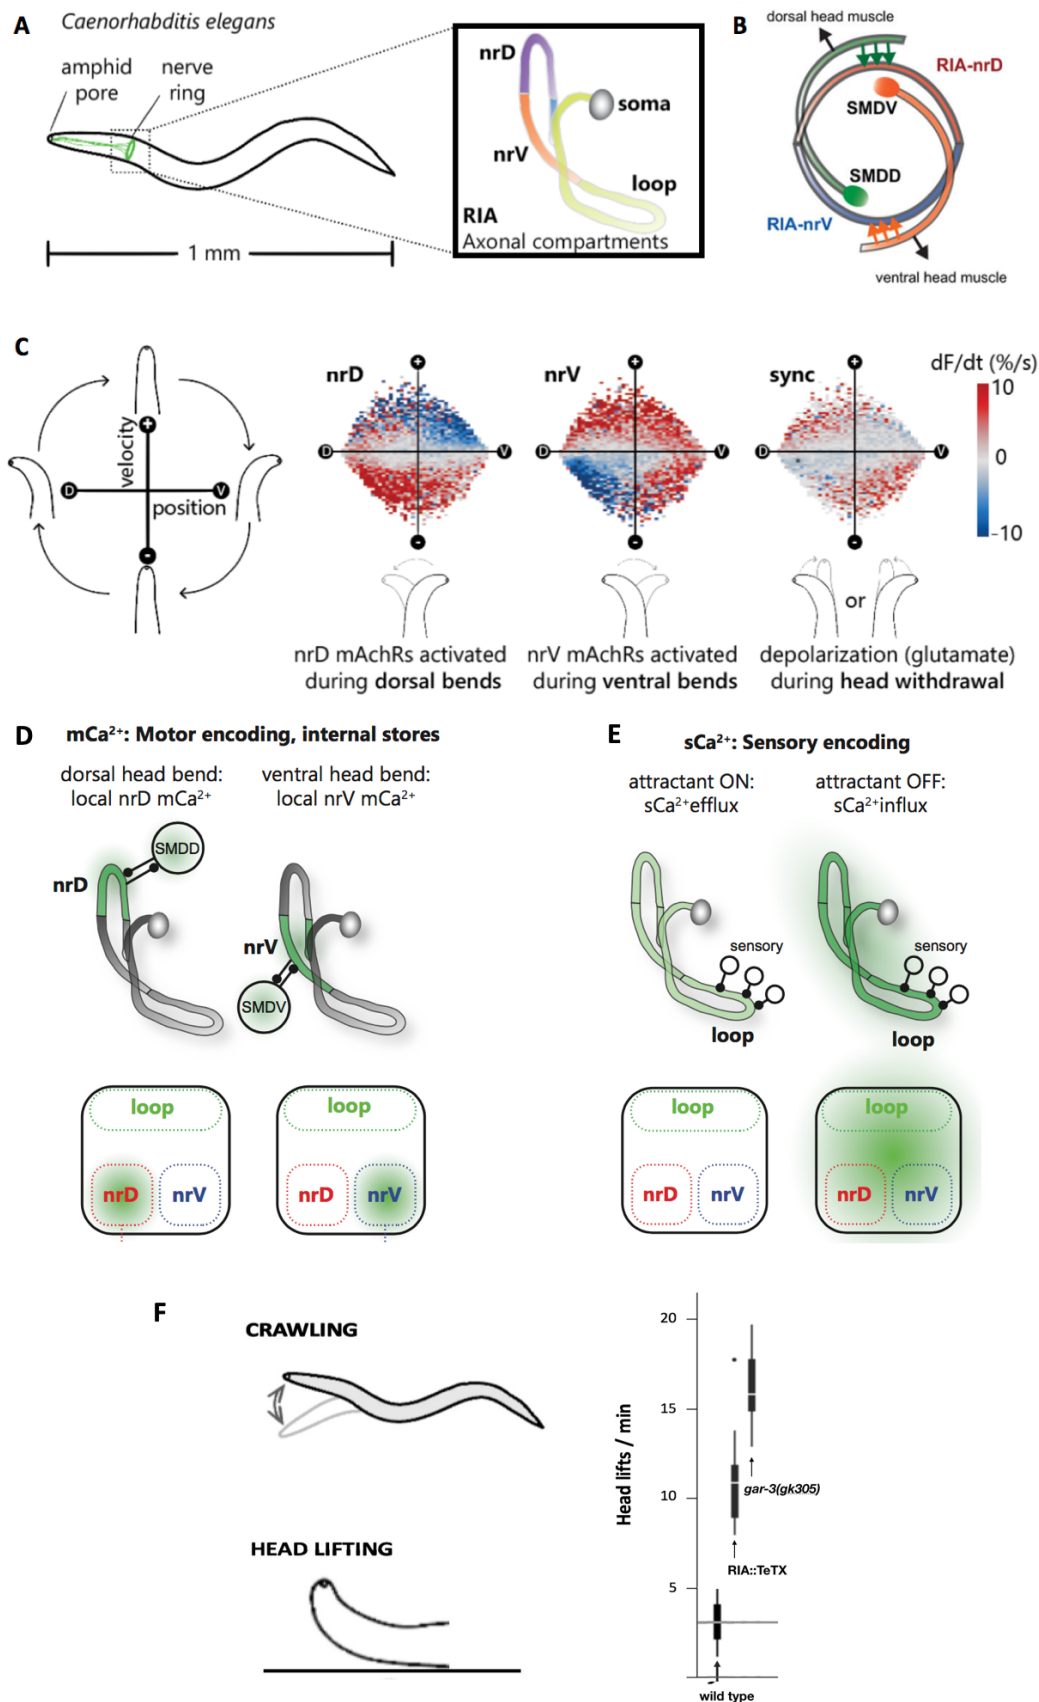 A
Caenorhabditis elegans
amphid
pore
nerve
ring
1 mm
nrD
soma
nrV
loop
RIA
Axonal compartments
B
dorsal head muscle
RIA-nrD
SMDV
SMDD
RIA-nrV
ventral head muscle
C
velocity
+
D
V
position
-
nrD
+
D
V
-
nrV
+
D
V
-
sync
+
D
V
-
dF/dt (%/s)
10
0
-10
or
nrD mAchRs activated
during dorsal bends
nrV mAchRs activated
during ventral bends
depolarization (glutamate)
during head withdrawal
D
mCa²⁺: Motor encoding, internal stores
dorsal head bend:
local nrD mCa²⁺
ventral head bend:
local nrV mCa²⁺
SMDD
nrD
nrV
SMDV
loop
nrD
nrV
loop
nrD
nrV
E
sCa²⁺: Sensory encoding
attractant ON:
sCa²⁺efflux
attractant OFF:
sCa²⁺influx
sensory
loop
sensory
loop
loop
nrD
nrV
loop
nrD
nrV
F
CRAWLING
HEAD LIFTING
Head lifts / min
20
15
10
5
gar-3(gk305)
RIA::TeTX
wild type